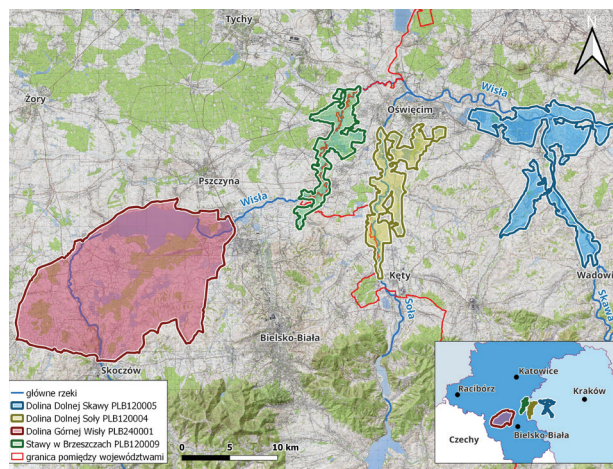 Tychy
Żory
Wisła
Oświęcim
Pszczyna
Wisła
Kęty
Wadowi
Soła
Skawa
Bielsko-Biała
Skoczów
główne rzeki
Dolina Dolnej Skawy PLB120005
Dolina Dolnej Soły PLB120004
Dolina Górnej Wisły PLB240001
Stawy w Brzeszczach PLB120009
granica pomiędzy województwami
0 5 10 km
Katowice
Racibórz
Kraków
Bielsko-Biała
Czechy